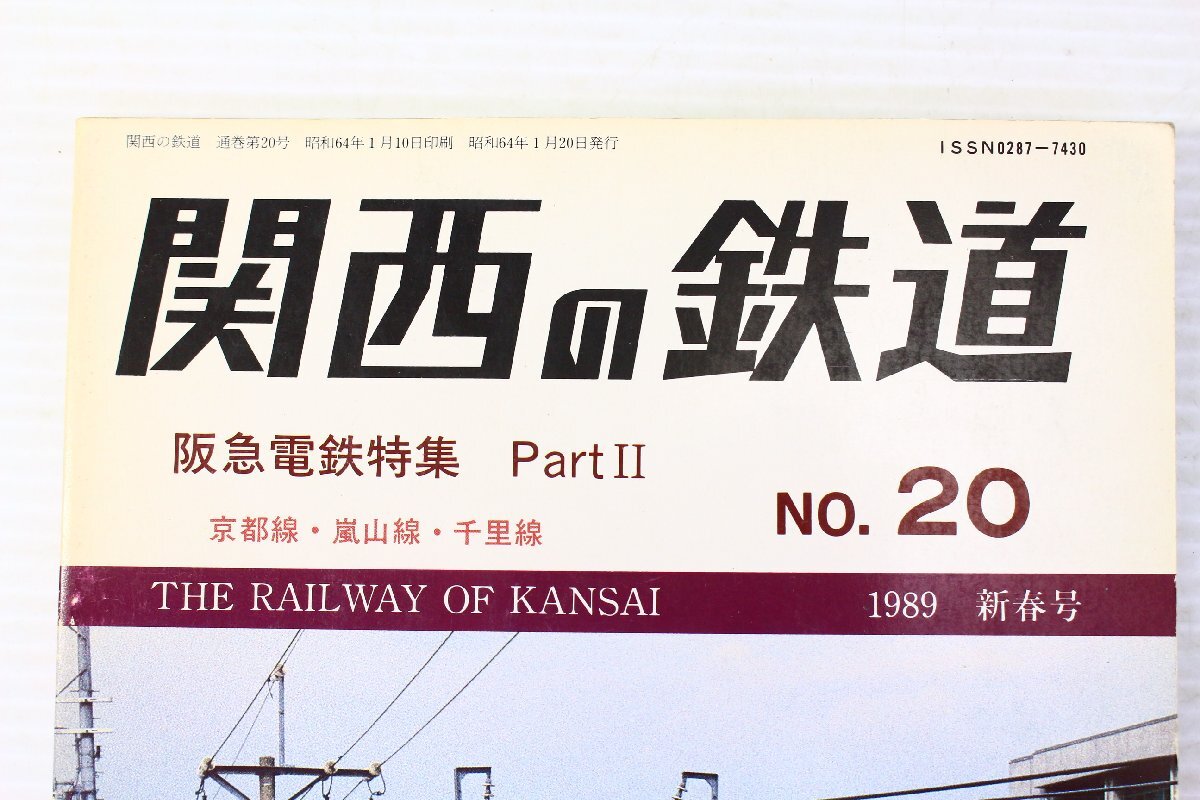 関西の鉄道 通巻第20号 昭和64年1月10日印刷 昭和64年1月20日発行
ISSN0287-7430
関西の鉄道
阪急電鉄特集 Part II
NO. 20
京都線・嵐山線・千里線
THE RAILWAY OF KANSAI 1989 新春号